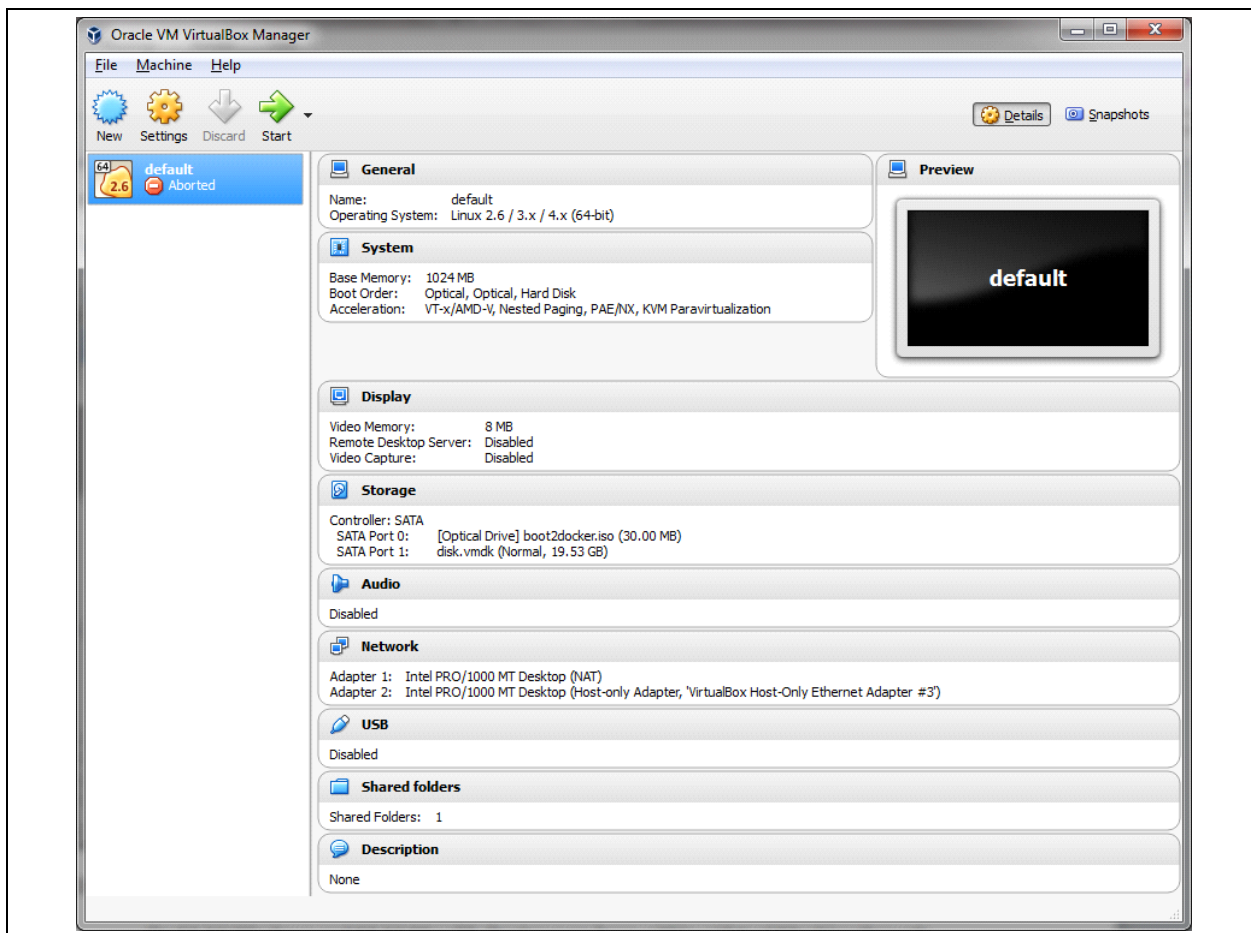 Oracle VM VirtualBox Manager
File Machine Help
New Settings Discard Start
Details Snapshots
64 2.6 default
Aborted
General
Name: default
Operating System: Linux 2.6 / 3.x / 4.x (64-bit)
System
Base Memory: 1024 MB
Boot Order: Optical, Optical, Hard Disk
Acceleration: VT-x/AMD-V, Nested Paging, PAE/NX, KVM Paravirtualization
Preview
default
Display
Video Memory: 8 MB
Remote Desktop Server: Disabled
Video Capture: Disabled
Storage
Controller: SATA
SATA Port 0: [Optical Drive] boot2docker.iso (30.00 MB)
SATA Port 1: disk.vmdk (Normal, 19.53 GB)
Audio
Disabled
Network
Adapter 1: Intel PRO/1000 MT Desktop (NAT)
Adapter 2: Intel PRO/1000 MT Desktop (Host-only Adapter, 'VirtualBox Host-Only Ethernet Adapter #3')
USB
Disabled
Shared folders
Shared Folders: 1
Description
None